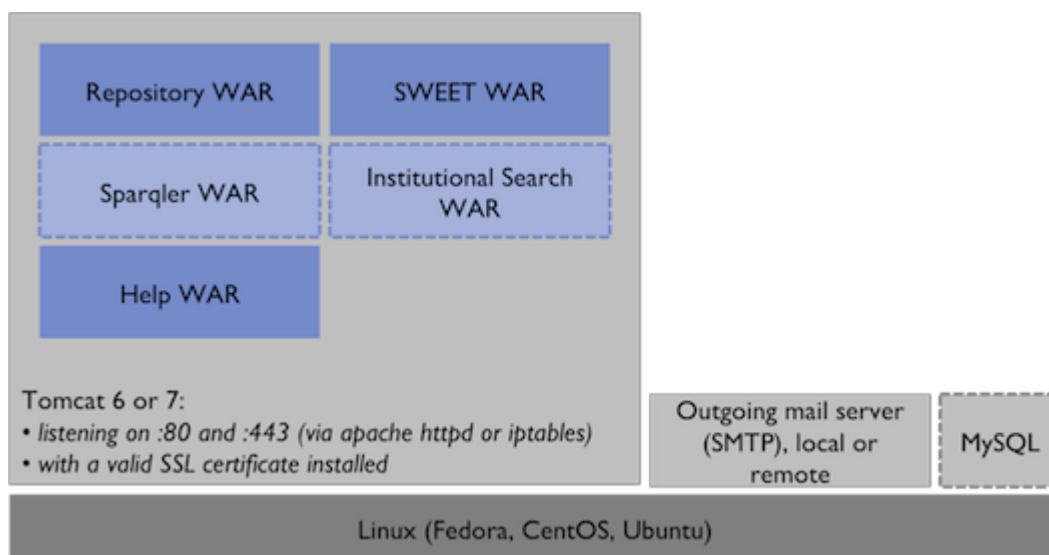 Repository WAR
SWEET WAR
Sparqler WAR
Institutional Search
WAR
Help WAR
Tomcat 6 or 7:
• listening on :80 and :443 (via apache httpd or iptables)
• with a valid SSL certificate installed
Outgoing mail server
(SMTP), local or
remote
MySQL
Linux (Fedora, CentOS, Ubuntu)